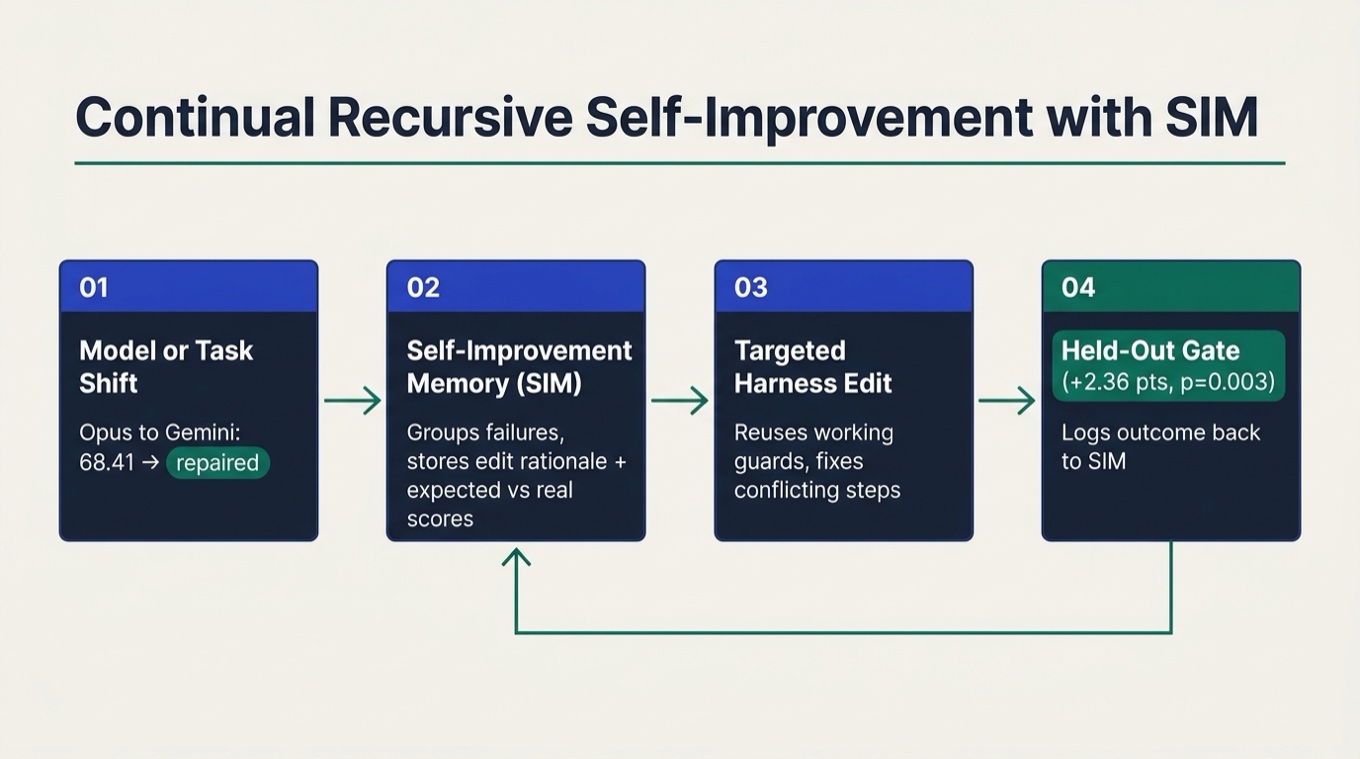 Continual Recursive Self-Improvement with SIM
01
Model or Task
Shift
Opus to Gemini:
68.41 → repaired
02
Self-Improvement
Memory (SIM)
Groups failures,
stores edit rationale +
expected vs real
scores
03
Targeted
Harness Edit
Reuses working
guards, fixes
conflicting steps
04
Held-Out Gate
(+2.36 pts, p=0.003)
Logs outcome back
to SIM